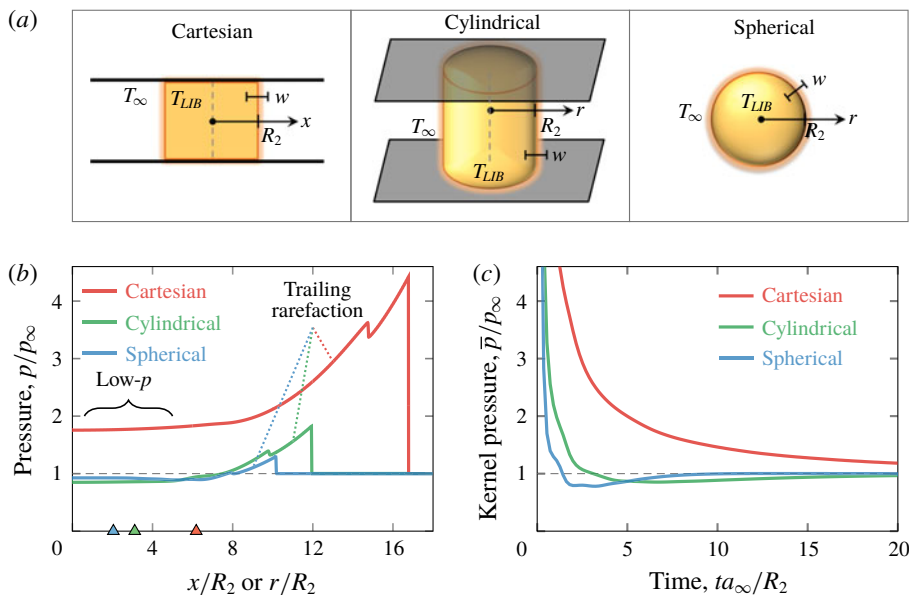 (a)
Cartesian
Cylindrical
Spherical
T∞
T_LIB
w
x
R₂
T∞
T_LIB
w
r
R₂
T∞
T_LIB
w
r
R₂
(b)
Pressure, p/p∞
4
3
2
1
0
4
8
12
16
x/R₂ or r/R₂
Cartesian
Cylindrical
Spherical
Low-p
Trailing
rarefaction
(c)
Kernel pressure, p̅/p∞
4
3
2
1
0
5
10
15
20
Time, ta∞/R₂
Cartesian
Cylindrical
Spherical